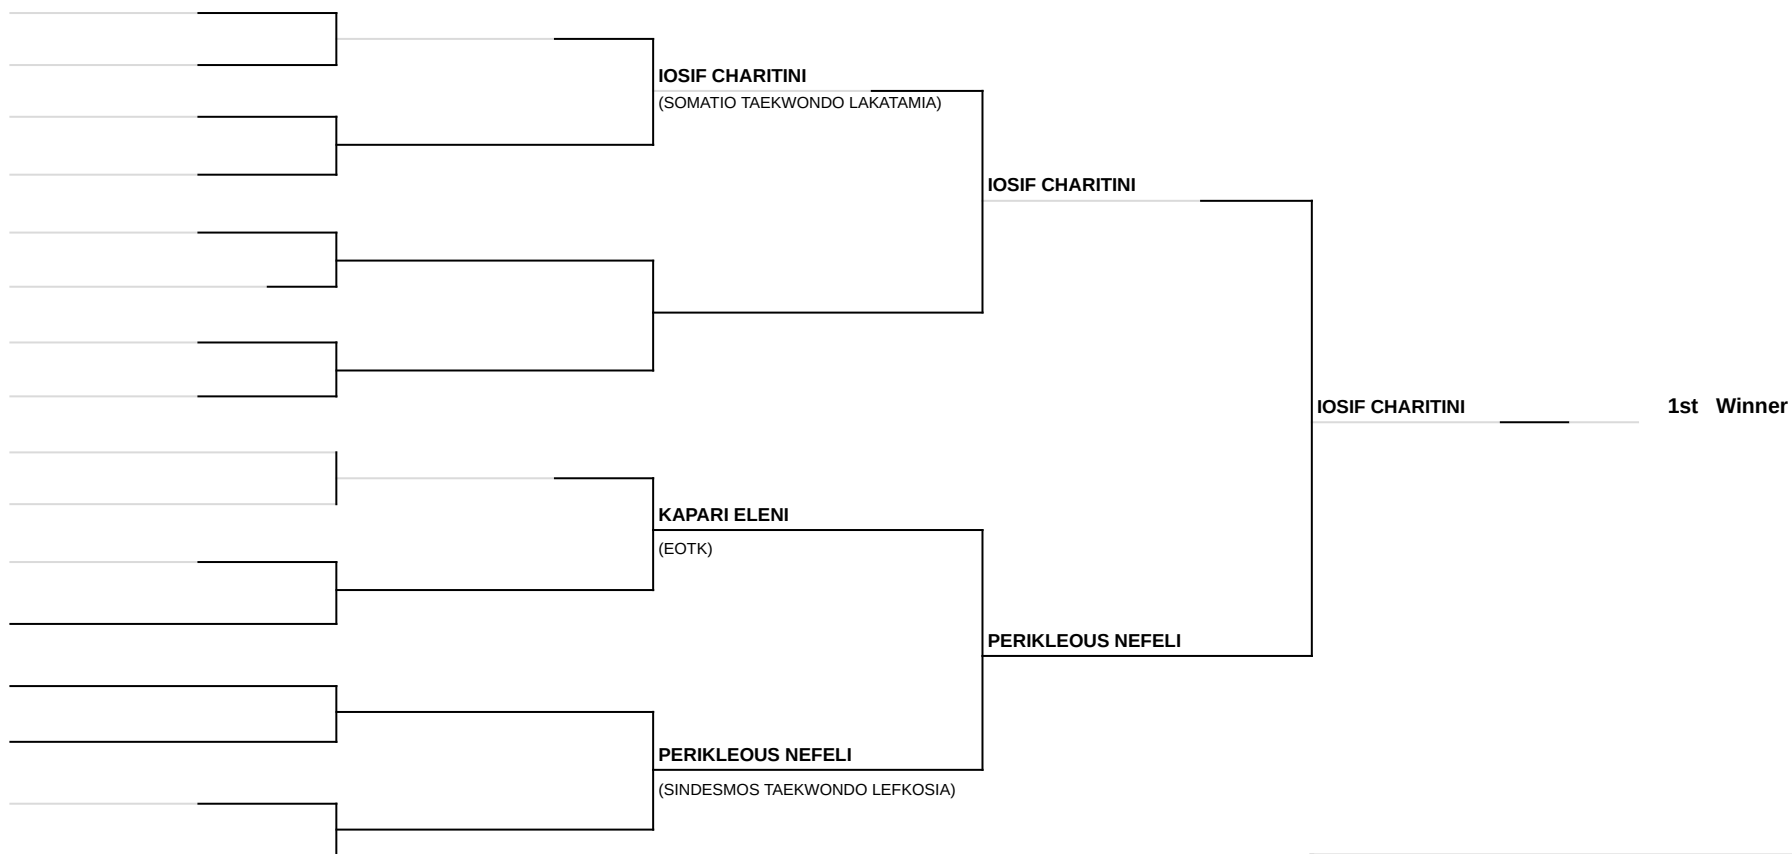 IOSIF CHARITINI
(SOMATIO TAEKWONDO LAKATAMIA)
IOSIF CHARITINI
IOSIF CHARITINI
1st Winner
KAPARI ELENI
(EOTK)
PERIKLEOUS NEFELI
PERIKLEOUS NEFELI
(SINDESMOS TAEKWONDO LEFKOSIA)